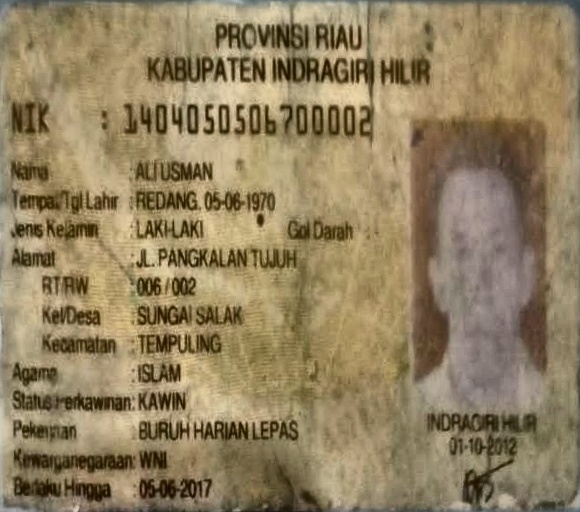 PROVINSI RIAU
KABUPATEN INDRAGIRI HILIR
NIK : 1404050506700002
Nama : ALI USMAN
Tempat/Tgl Lahir : REDANG, 05-06-1970
Jenis Kelamin : LAKI-LAKI Gol Darah : -
Alamat : JL. PANGKALAN TUJUH
RT/RW : 006 / 002
Kel/Desa : SUNGAI SALAK
Kecamatan : TEMPULING
Agama : ISLAM
Status Perkawinan: KAWIN
Pekerjaan : BURUH HARIAN LEPAS
Kewarganegaraan: WNI
Berlaku Hingga : 05-06-2017
INDRAGIRI HILIR
01-10-2012